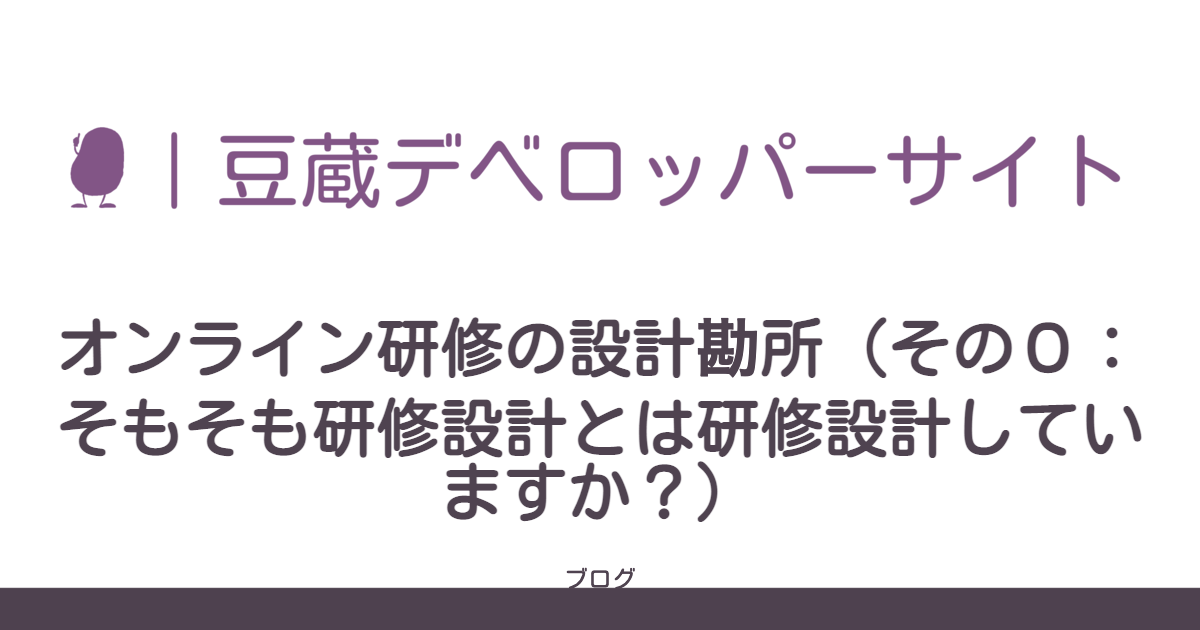 ｜豆蔵デベロッパーサイト
オンライン研修の設計勘所（その０：
そもそも研修設計とは研修設計してい
ますか？）
ブログ